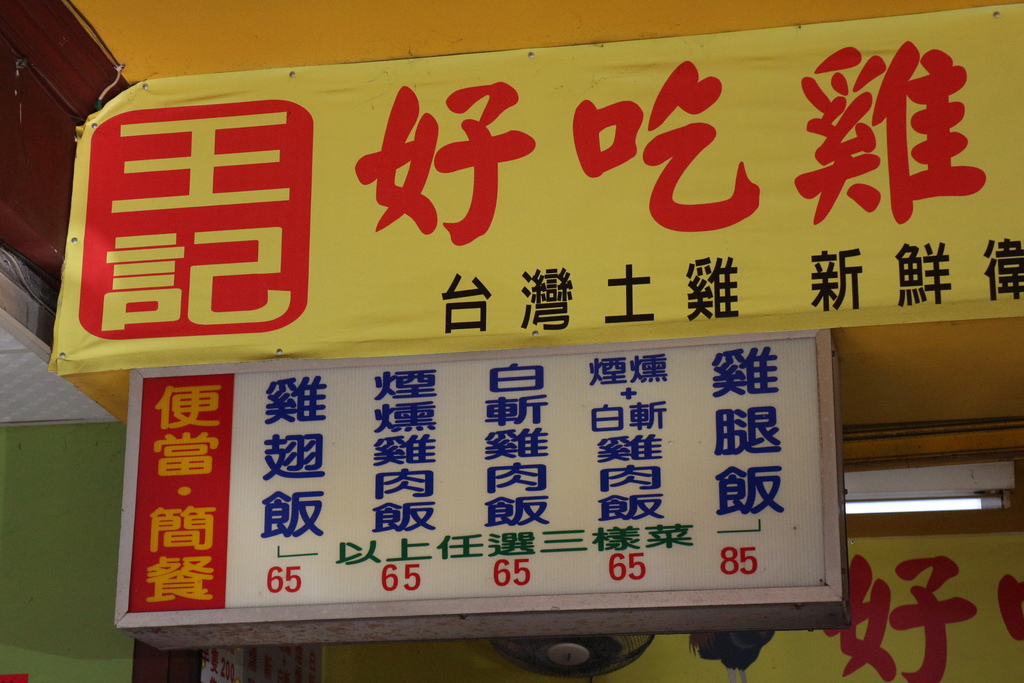 王記
好吃雞
台灣土雞 新鮮
便當・簡餐
雞翅飯
煙燻雞肉飯
白斬雞肉飯
煙燻
+
白斬
雞肉飯
雞腿飯
以上任選三樣菜
65
65
65
65
85
好